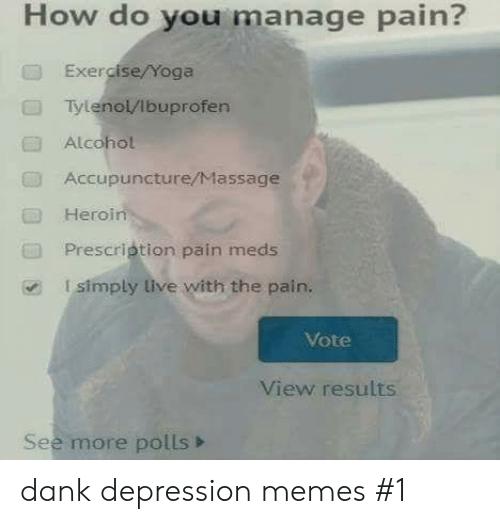 How do you manage pain?
Exercise/Yoga
Tylenol/Ibuprofen
Alcohol
Accupuncture/Massage
Heroin
Prescription pain meds
I simply live with the pain.
Vote
View results
See more polls
dank depression memes #1